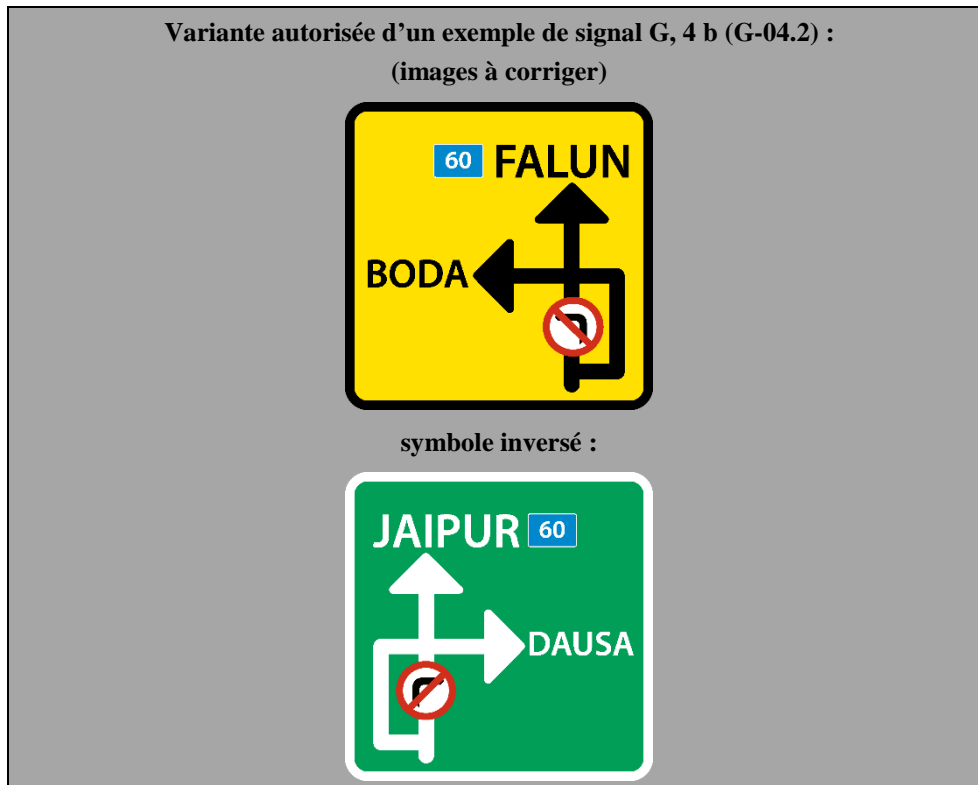 Variante autorisée d’un exemple de signal G, 4 b (G-04.2) :
(images à corriger)
60 FALUN
BODA
symbole inversé :
JAIPUR 60
DAUSA